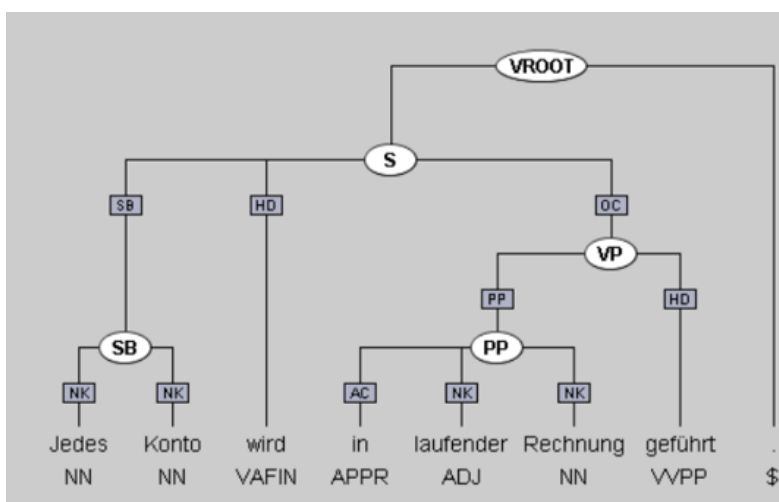 VROOT
S
SB HD OC
VP
PP HD
SB PP
NK NK AC NK NK
Jedes Konto wird in laufender Rechnung geführt .
NN NN VAFIN APPR ADJ NN VVPP $